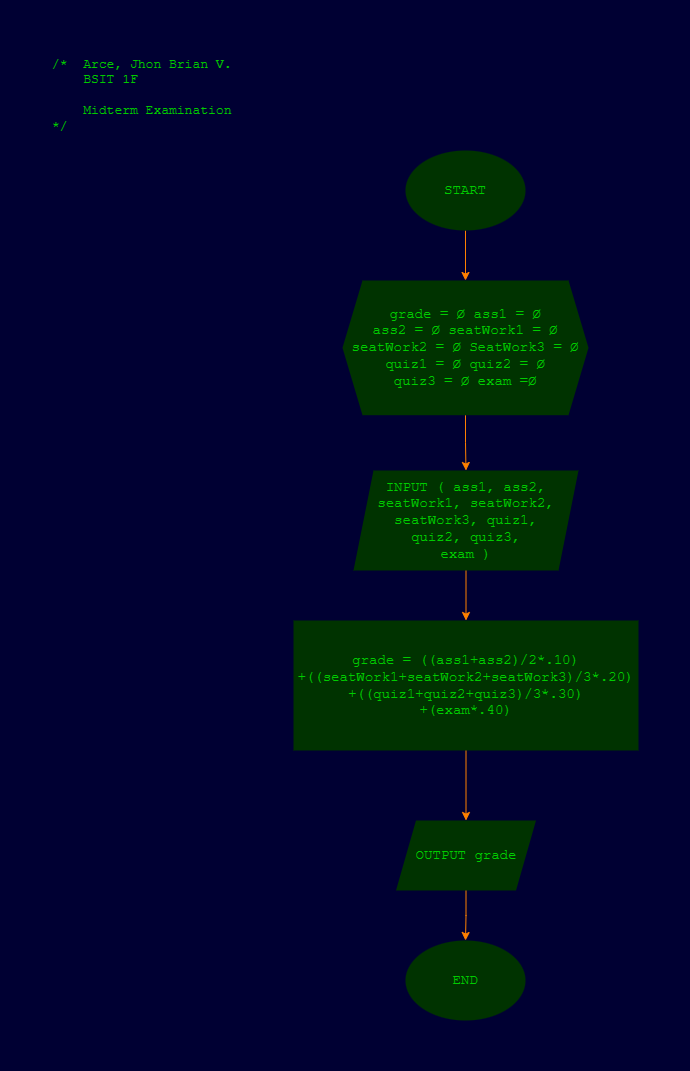 /*  Arce, Jhon Brian V.
    BSIT 1F
    Midterm Examination
*/
START
grade = Ø ass1 = Ø
ass2 = Ø seatWork1 = Ø
seatWork2 = Ø SeatWork3 = Ø
quiz1 = Ø quiz2 = Ø
quiz3 = Ø exam =Ø
INPUT ( ass1, ass2,
seatWork1, seatWork2,
seatWork3, quiz1,
quiz2, quiz3,
exam )
grade = ((ass1+ass2)/2*.10)
+((seatWork1+seatWork2+seatWork3)/3*.20)
+((quiz1+quiz2+quiz3)/3*.30)
+(exam*.40)
OUTPUT grade
END